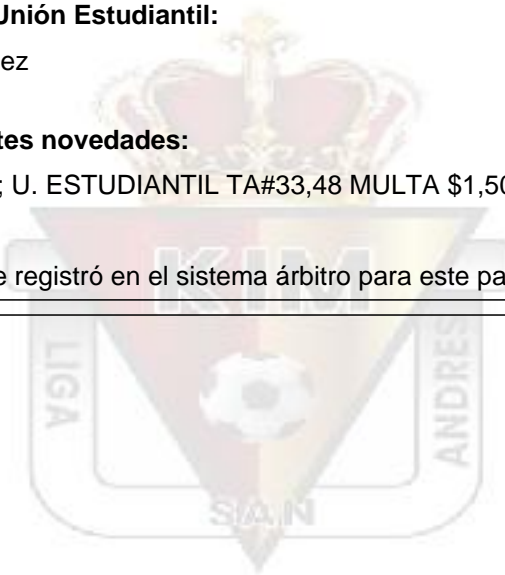 Unión Estudiantil:
ez
tes novedades:
; U. ESTUDIANTIL TA#33,48 MULTA $1,50
e registró en el sistema árbitro para este pa
KIM
LIGA
ANDRES
SAN